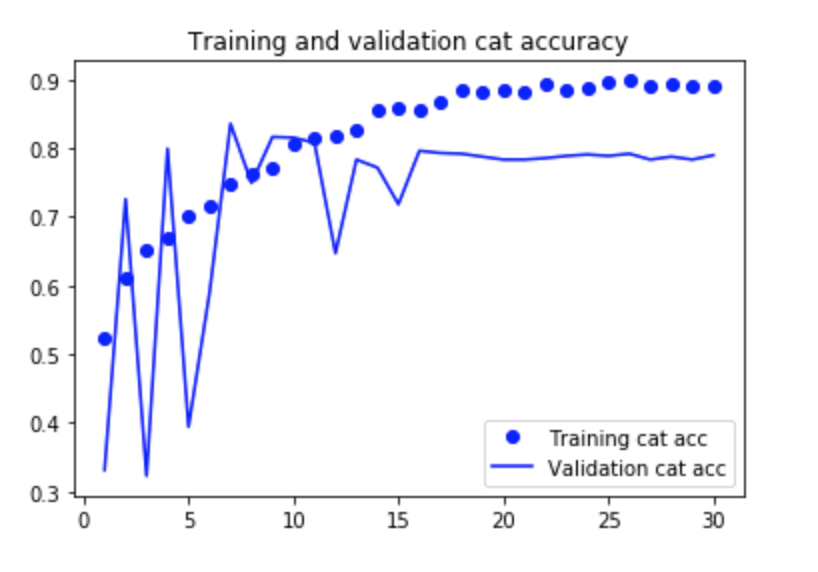 Training and validation cat accuracy
0.9
0.8
0.7
0.6
0.5
0.4
0.3
Training cat acc
Validation cat acc
0 5 10 15 20 25 30